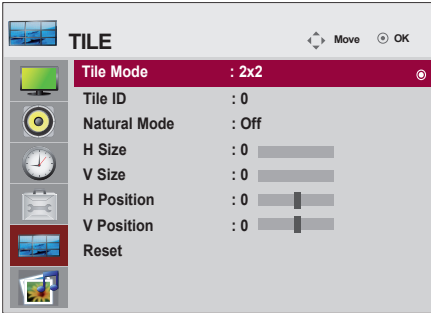 TILE
Move OK
Tile Mode : 2x2
Tile ID : 0
Natural Mode : Off
H Size : 0
V Size : 0
H Position : 0
V Position : 0
Reset